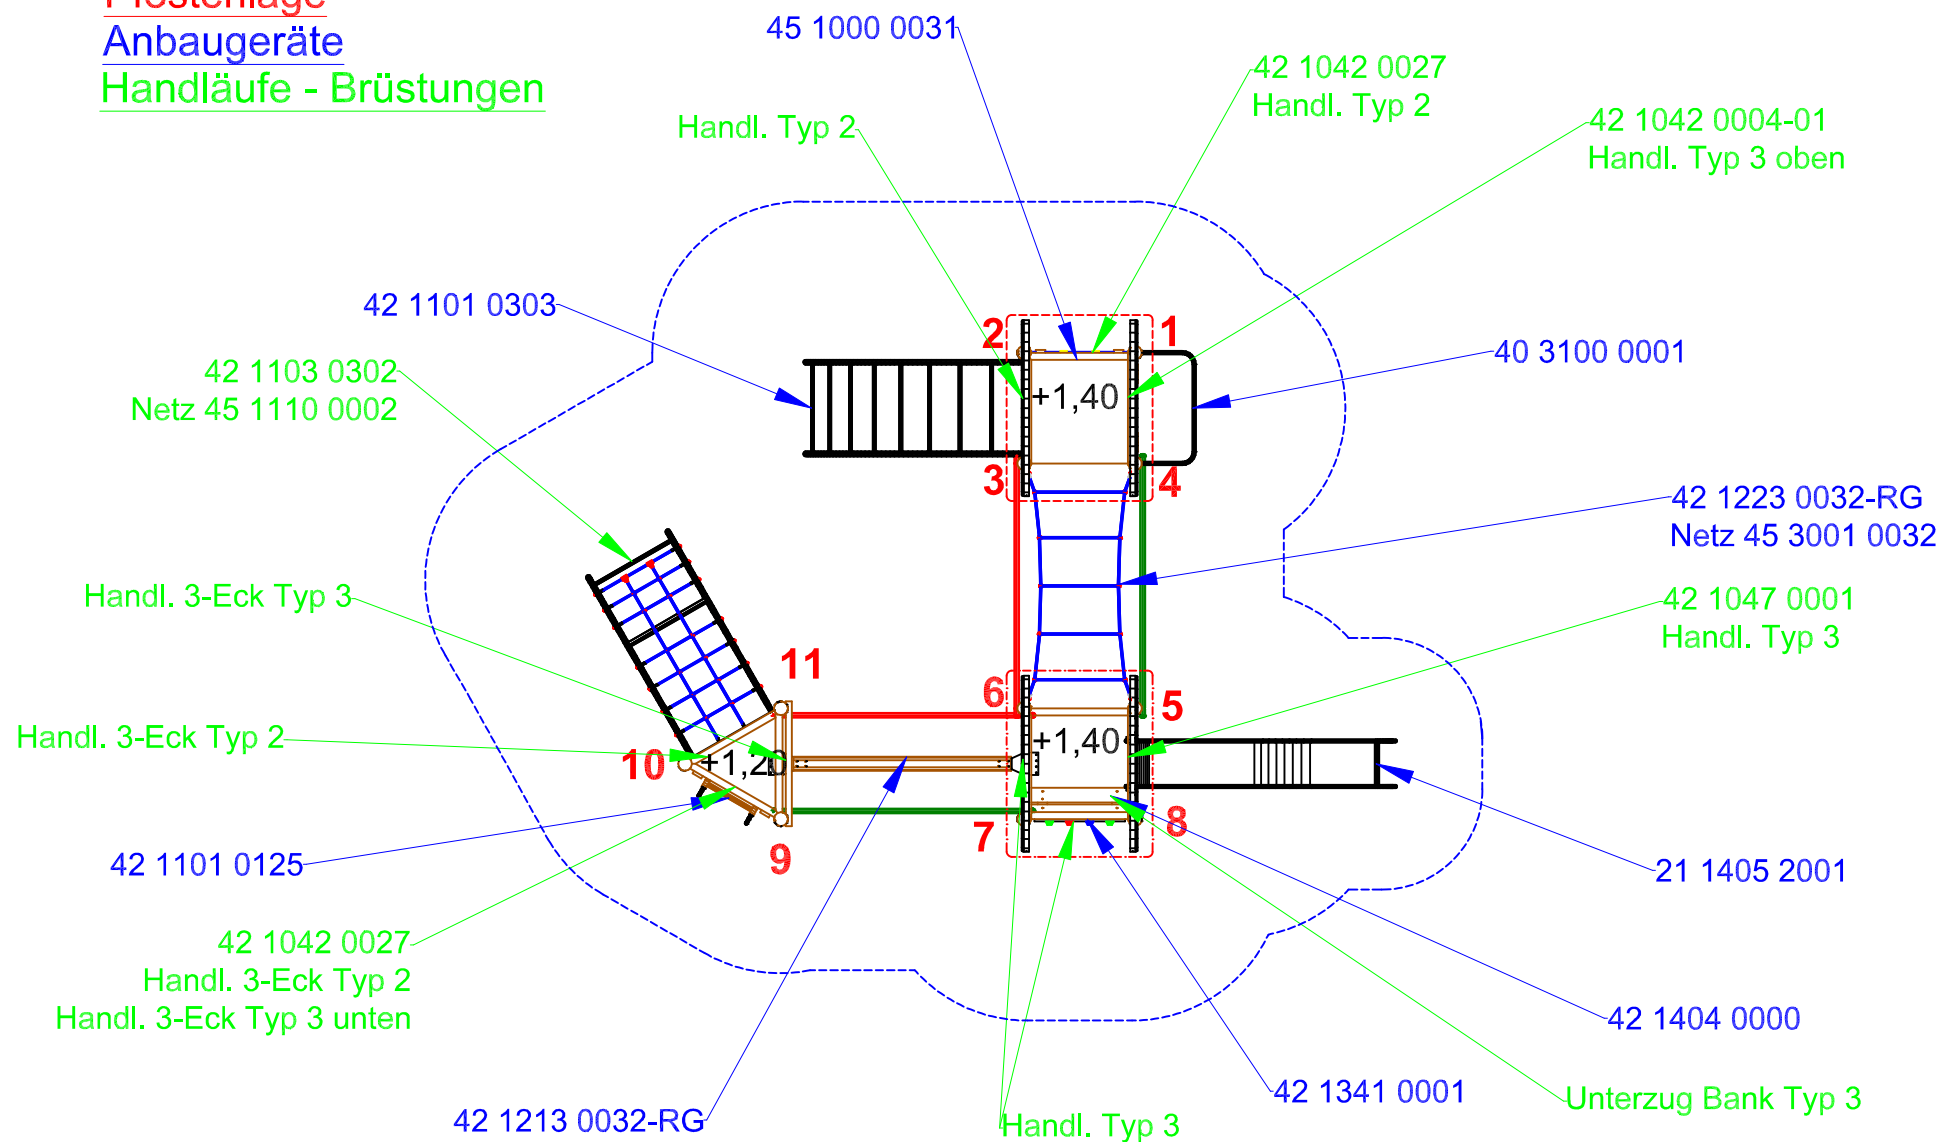 Pfostenlage
Anbaugeräte
Handläufe - Brüstungen
45 1000 0031
42 1042 0027
Handl. Typ 2
Handl. Typ 2
42 1042 0004-01
Handl. Typ 3 oben
42 1101 0303
2
1
40 3100 0001
42 1103 0302
Netz 45 1110 0002
+1,40
3
4
42 1223 0032-RG
Netz 45 3001 0032
Handl. 3-Eck Typ 3
42 1047 0001
Handl. Typ 3
11
6
5
Handl. 3-Eck Typ 2
10
+1,20
+1,40
7
8
9
42 1101 0125
21 1405 2001
42 1042 0027
Handl. 3-Eck Typ 2
Handl. 3-Eck Typ 3 unten
42 1404 0000
42 1341 0001
Unterzug Bank Typ 3
42 1213 0032-RG
Handl. Typ 3